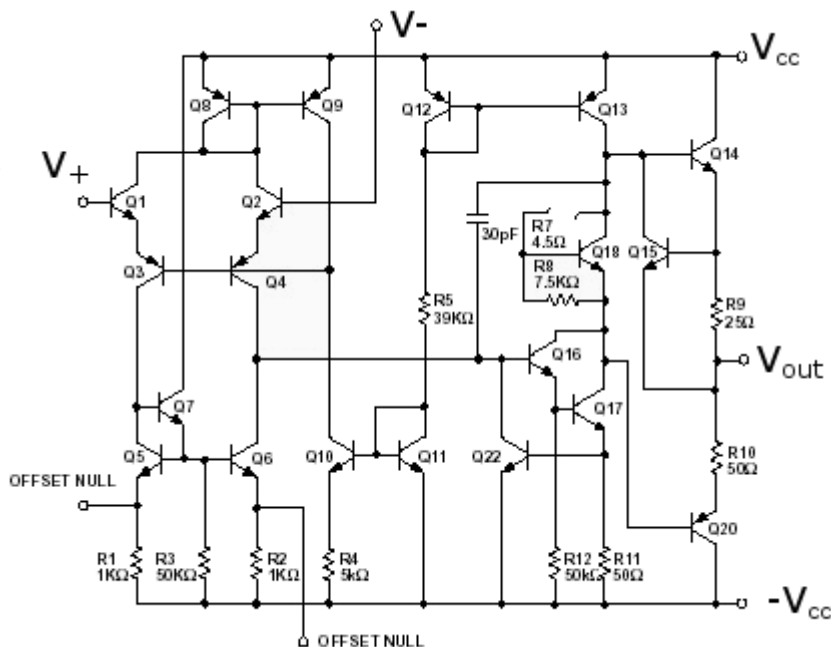 V-
Vcc
Q8
Q9
Q12
Q13
Q14
V+
Q1
Q2
30pF
R7
4.5Ω
Q18
Q15
Q3
Q4
R8
7.5KΩ
R5
39KΩ
R9
25Ω
Q16
Vout
Q7
Q17
Q5
Q6
Q10
Q11
Q22
R10
50Ω
OFFSET NULL
Q20
R1
1KΩ
R3
50KΩ
R2
1KΩ
R4
5kΩ
R12
50kΩ
R11
50Ω
-Vcc
OFFSET NULL